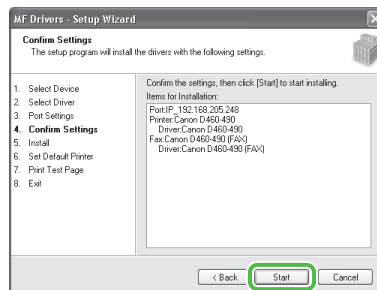 MF Drivers - Setup Wizard
Confirm Settings
The setup program will install the drivers with the following settings.
1. Select Device
2. Select Driver
3. Port Settings
4. Confirm Settings
5. Install
6. Set Default Printer
7. Print Test Page
8. Exit
Confirm the settings, then click [Start] to start installing.
Items for Installation:
Port:IP_192.168.205.248
Printer:Canon D460-490
Driver:Canon D460-490
Fax:Canon D460-490 (FAX)
Driver:Canon D460-490 (FAX)
< Back
Start
Cancel